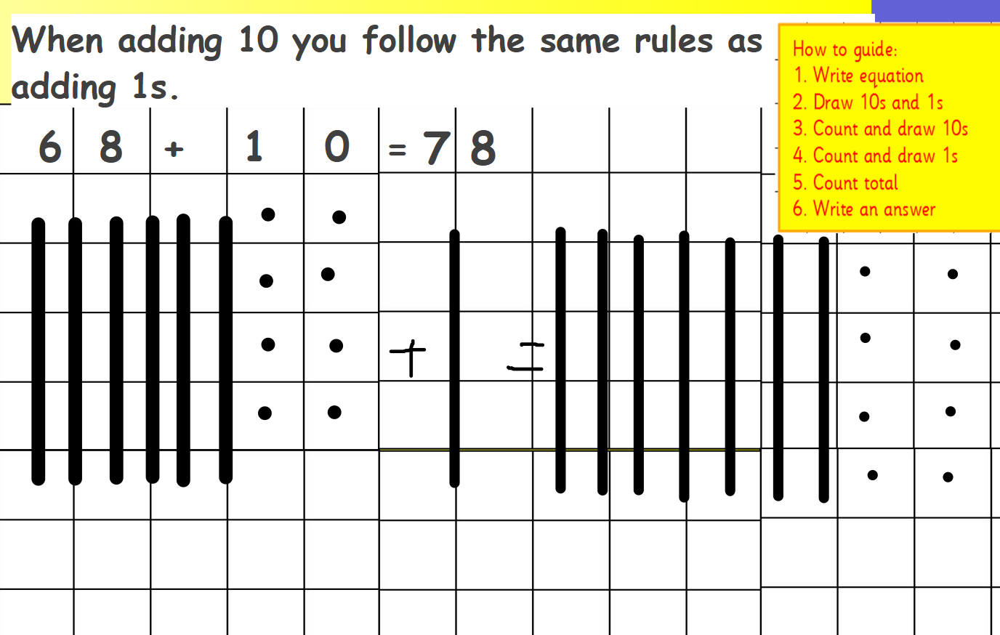 When adding 10 you follow the same rules as
adding 1s.
How to guide:
1. Write equation
2. Draw 10s and 1s
3. Count and draw 10s
4. Count and draw 1s
5. Count total
6. Write an answer
6 8 + 1 0 = 7 8
+ =